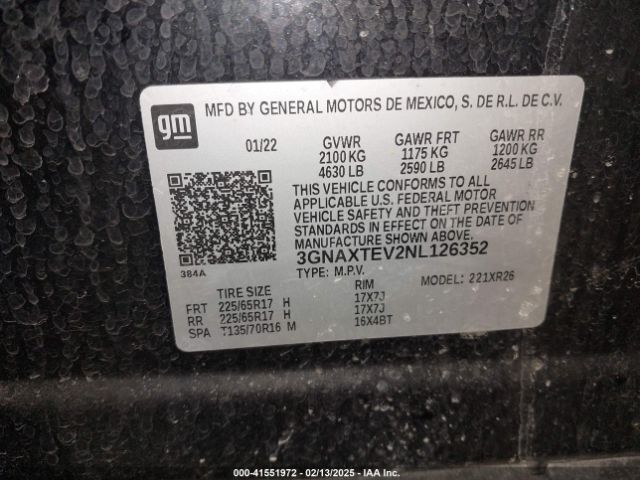 gm
MFD BY GENERAL MOTORS DE MEXICO, S. DE R.L. DE C.V.
01/22 GVWR GAWR FRT GAWR RR
2100 KG 1175 KG 1200 KG
4630 LB 2590 LB 2645 LB
THIS VEHICLE CONFORMS TO ALL
APPLICABLE U.S. FEDERAL MOTOR
VEHICLE SAFETY AND THEFT PREVENTION
STANDARDS IN EFFECT ON THE DATE OF
MANUFACTURE SHOWN ABOVE.
3GNAXTEV2NL126352
384A
TYPE: M.P.V. MODEL: 221XR26
TIRE SIZE RIM
FRT 225/65R17 H 17X7J
RR 225/65R17 H 17X7J
SPA T135/70R16 M 16X4BT
000-41551972 - 02/13/2025 - IAA Inc.